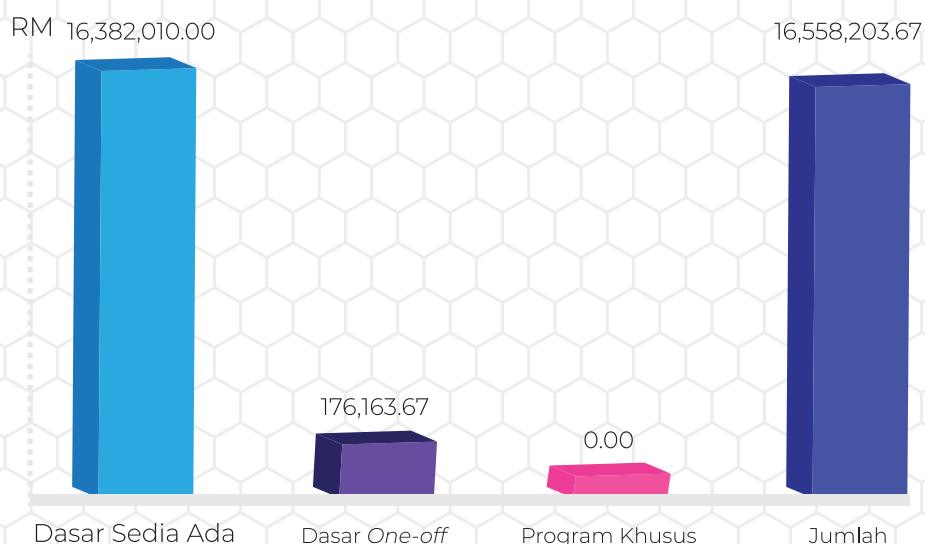 RM 16,382,010.00
16,558,203.67
176,163.67
0.00
Dasar Sedia Ada
Dasar One-off
Program Khusus
Jumlah